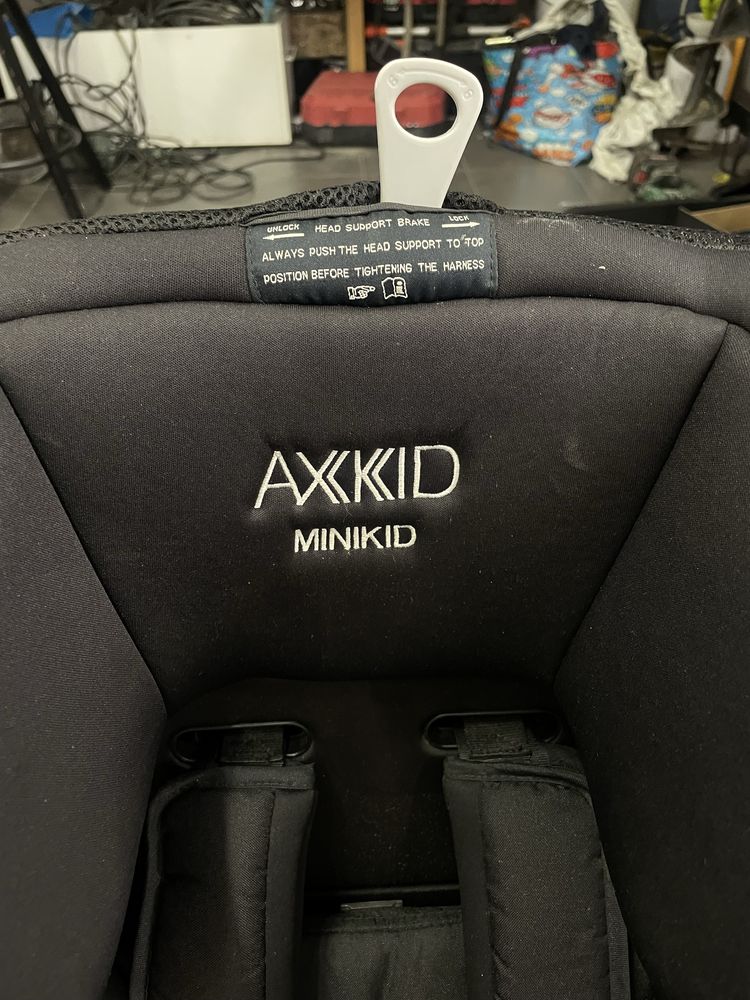 UNLOCK HEAD SUPPORT BRAKE LOCK
ALWAYS PUSH THE HEAD SUPPORT TO TOP
POSITION BEFORE TIGHTENING THE HARNESS
AXKID
MINIKID